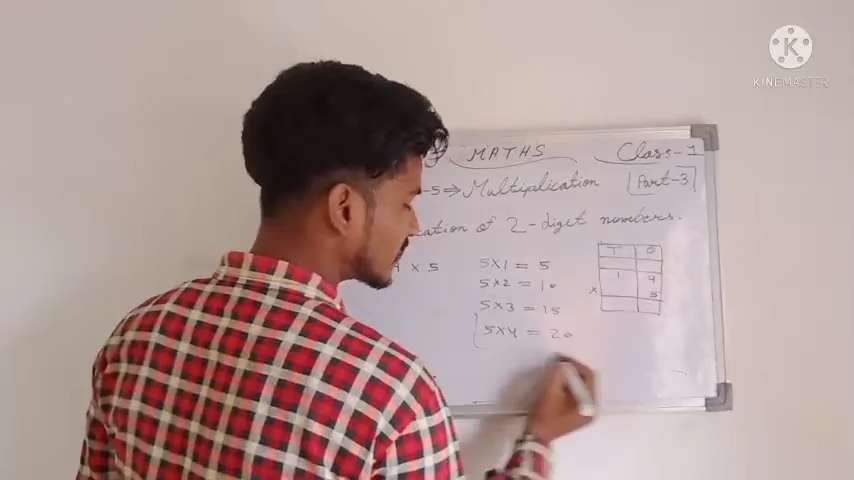 KINEMASTER
MATHS Class-1
-5 ⇒ Multiplication Part-3
cation of 2-digit numbers.
× 5
5×1 = 5
5×2 = 10
5×3 = 15
5×4 = 20
T O
1 4
× 5